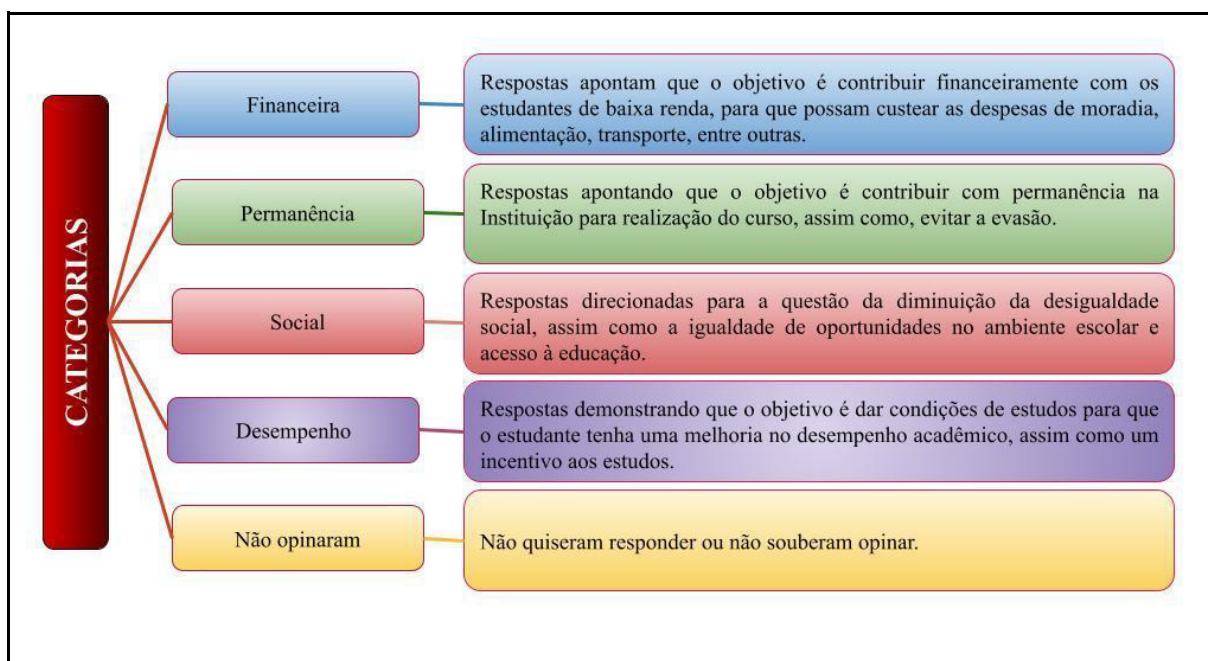 CATEGORIAS
Financeira
Respostas apontam que o objetivo é contribuir financeiramente com os
estudantes de baixa renda, para que possam custear as despesas de moradia,
alimentação, transporte, entre outras.
Permanência
Respostas apontando que o objetivo é contribuir com permanência na
Instituição para realização do curso, assim como, evitar a evasão.
Social
Respostas direcionadas para a questão da diminuição da desigualdade
social, assim como a igualdade de oportunidades no ambiente escolar e
acesso à educação.
Desempenho
Respostas demonstrando que o objetivo é dar condições de estudos para que
o estudante tenha uma melhoria no desempenho acadêmico, assim como um
incentivo aos estudos.
Não opinaram
Não quiseram responder ou não souberam opinar.